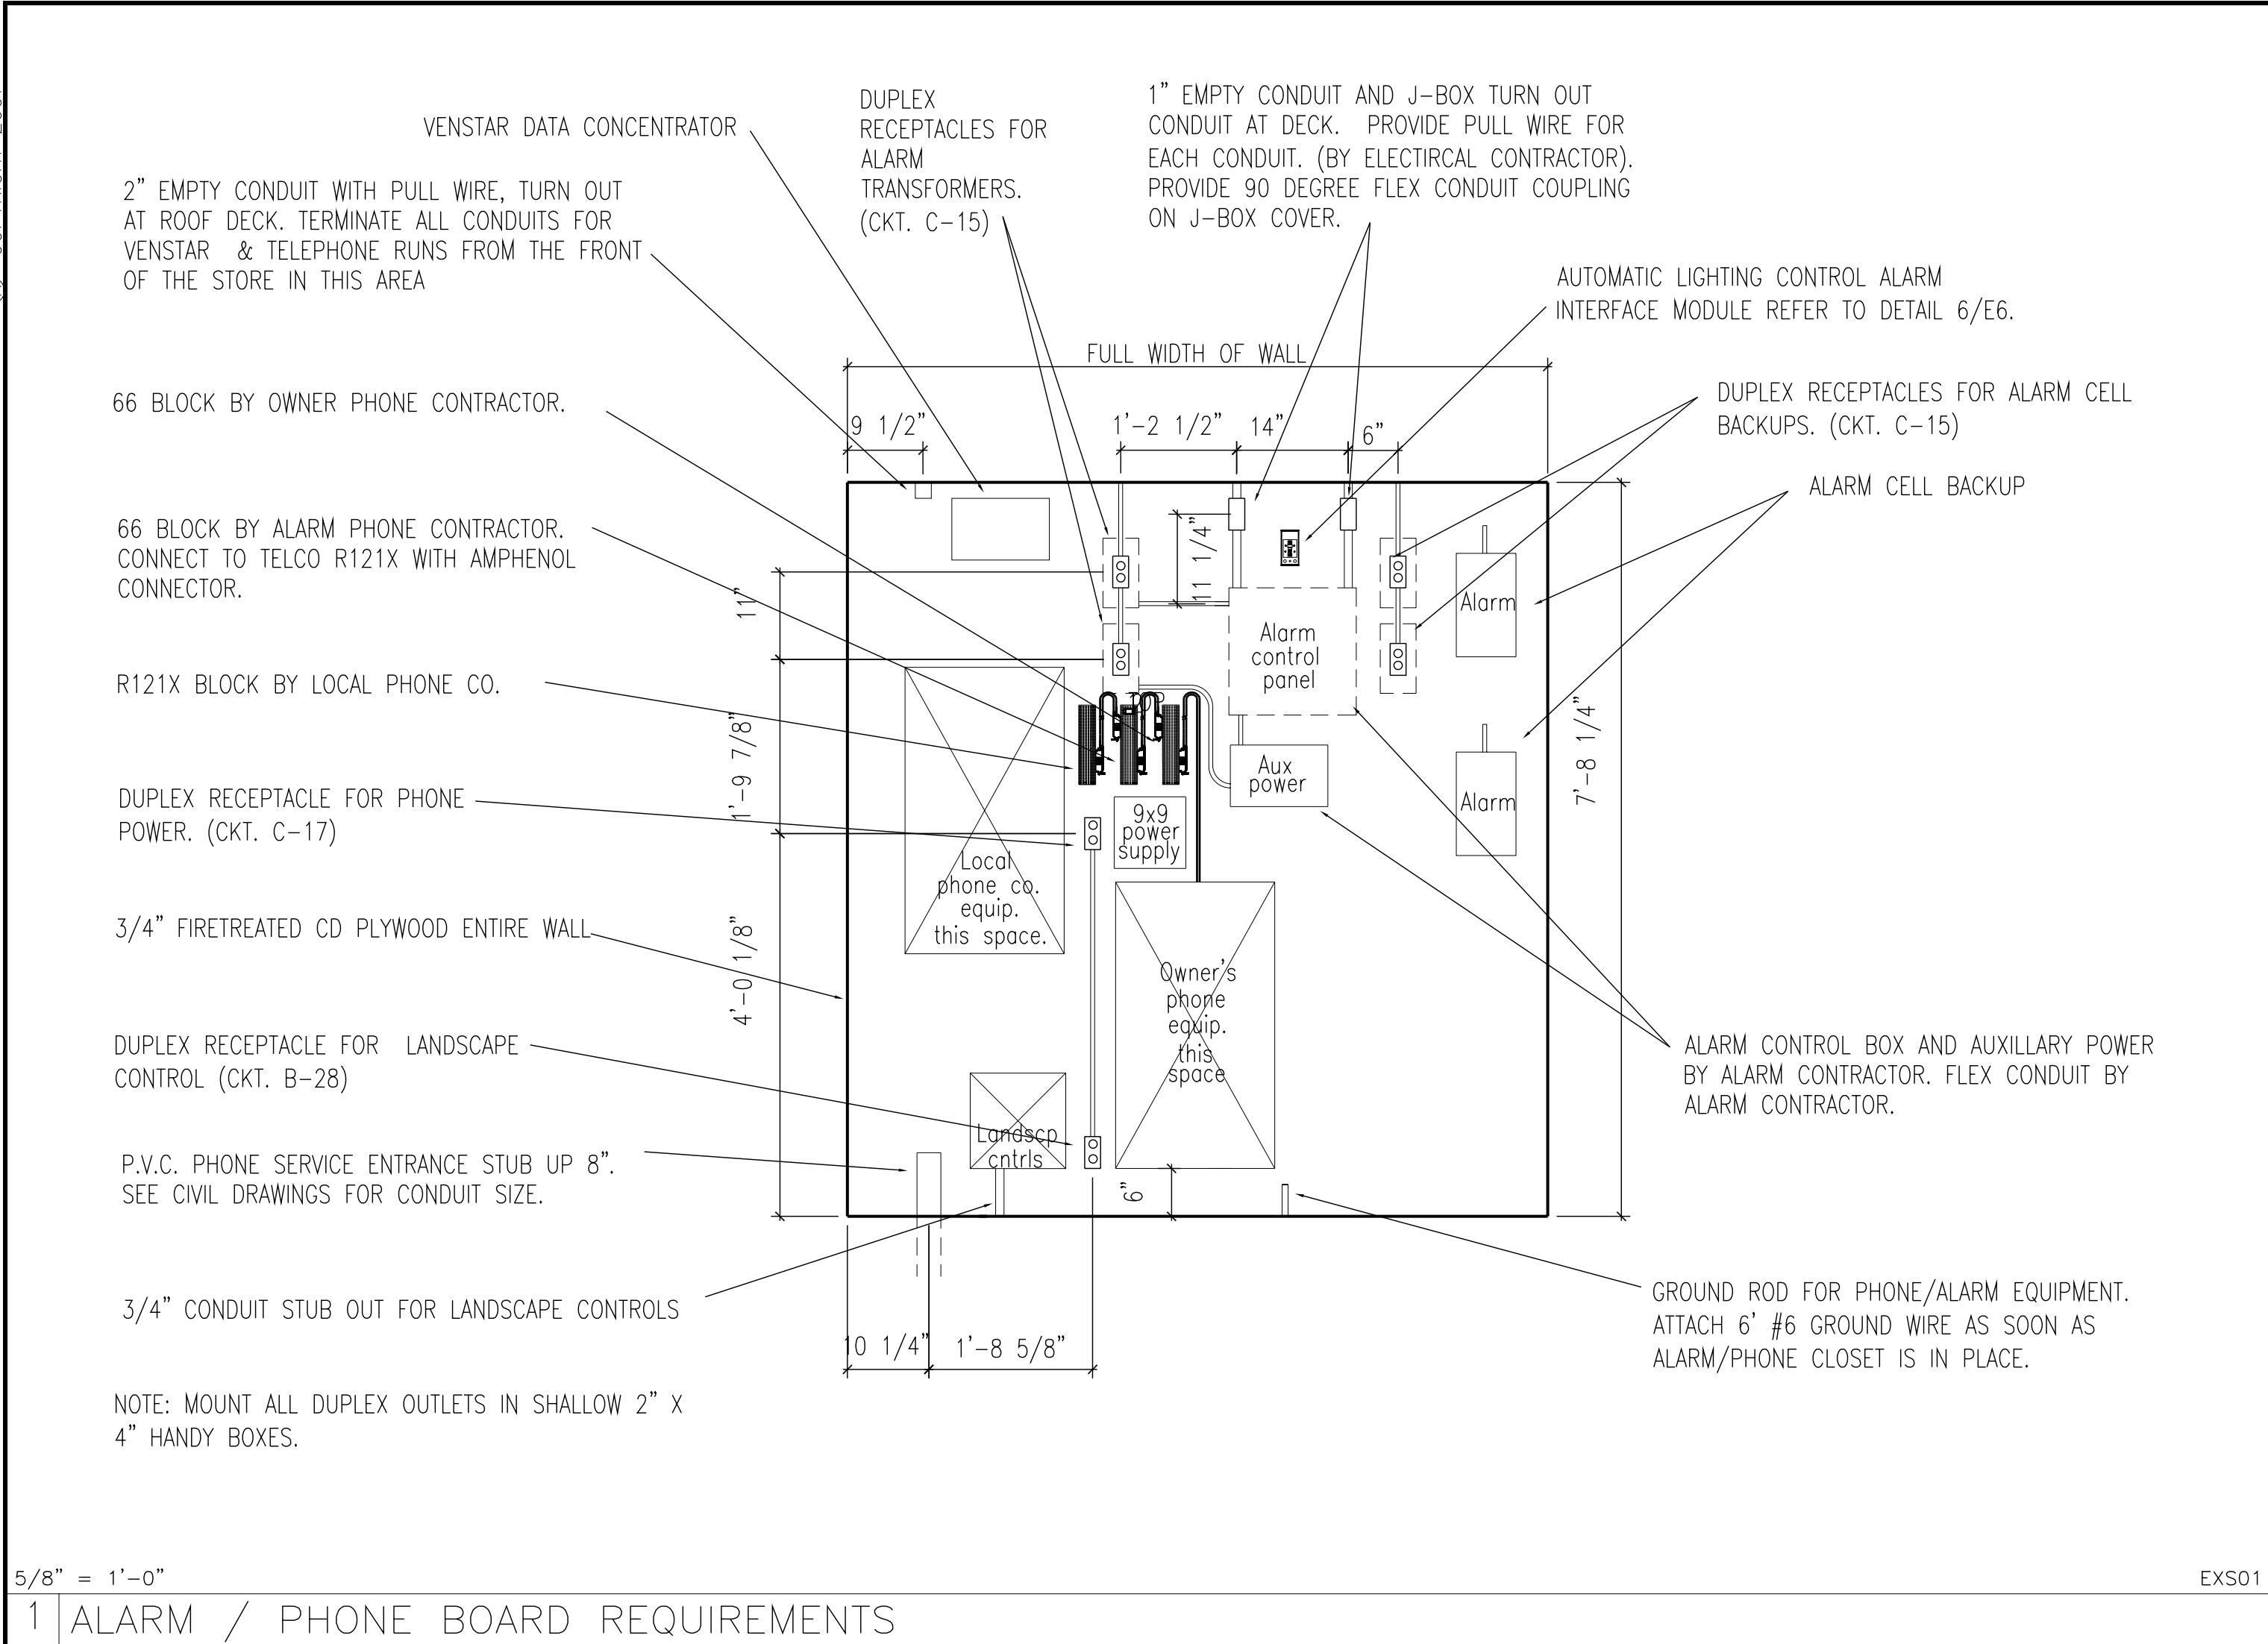 VENSTAR DATA CONCENTRATOR
DUPLEX
RECEPTACLES FOR
ALARM
TRANSFORMERS.
(CKT. C-15)
1" EMPTY CONDUIT AND J-BOX TURN OUT
CONDUIT AT DECK.  PROVIDE PULL WIRE FOR
EACH CONDUIT. (BY ELECTIRCAL CONTRACTOR).
PROVIDE 90 DEGREE FLEX CONDUIT COUPLING
ON J-BOX COVER.
2" EMPTY CONDUIT WITH PULL WIRE, TURN OUT
AT ROOF DECK. TERMINATE ALL CONDUITS FOR
VENSTAR  & TELEPHONE RUNS FROM THE FRONT
OF THE STORE IN THIS AREA
AUTOMATIC LIGHTING CONTROL ALARM
INTERFACE MODULE REFER TO DETAIL 6/E6.
FULL WIDTH OF WALL
66 BLOCK BY OWNER PHONE CONTRACTOR.
9 1/2"
1'-2 1/2"
14"
6"
DUPLEX RECEPTACLES FOR ALARM CELL
BACKUPS. (CKT. C-15)
ALARM CELL BACKUP
66 BLOCK BY ALARM PHONE CONTRACTOR.
CONNECT TO TELCO R121X WITH AMPHENOL
CONNECTOR.
11"
11 1/4"
Alarm
Alarm
control
panel
R121X BLOCK BY LOCAL PHONE CO.
1'-9 7/8"
7'-8 1/4"
Aux
power
Alarm
DUPLEX RECEPTACLE FOR PHONE
POWER. (CKT. C-17)
9x9
power
supply
Local
phone co.
equip.
this space.
3/4" FIRETREATED CD PLYWOOD ENTIRE WALL
4'-0 1/8"
Owner's
phone
equip.
this
space
DUPLEX RECEPTACLE FOR  LANDSCAPE
CONTROL (CKT. B-28)
ALARM CONTROL BOX AND AUXILLARY POWER
BY ALARM CONTRACTOR. FLEX CONDUIT BY
ALARM CONTRACTOR.
Landscp
cntrls
P.V.C. PHONE SERVICE ENTRANCE STUB UP 8".
SEE CIVIL DRAWINGS FOR CONDUIT SIZE.
6"
3/4" CONDUIT STUB OUT FOR LANDSCAPE CONTROLS
GROUND ROD FOR PHONE/ALARM EQUIPMENT.
ATTACH 6' #6 GROUND WIRE AS SOON AS
ALARM/PHONE CLOSET IS IN PLACE.
10 1/4"
1'-8 5/8"
NOTE: MOUNT ALL DUPLEX OUTLETS IN SHALLOW 2" X
4" HANDY BOXES.
5/8" = 1'-0"
EXS01
1 ALARM / PHONE BOARD REQUIREMENTS